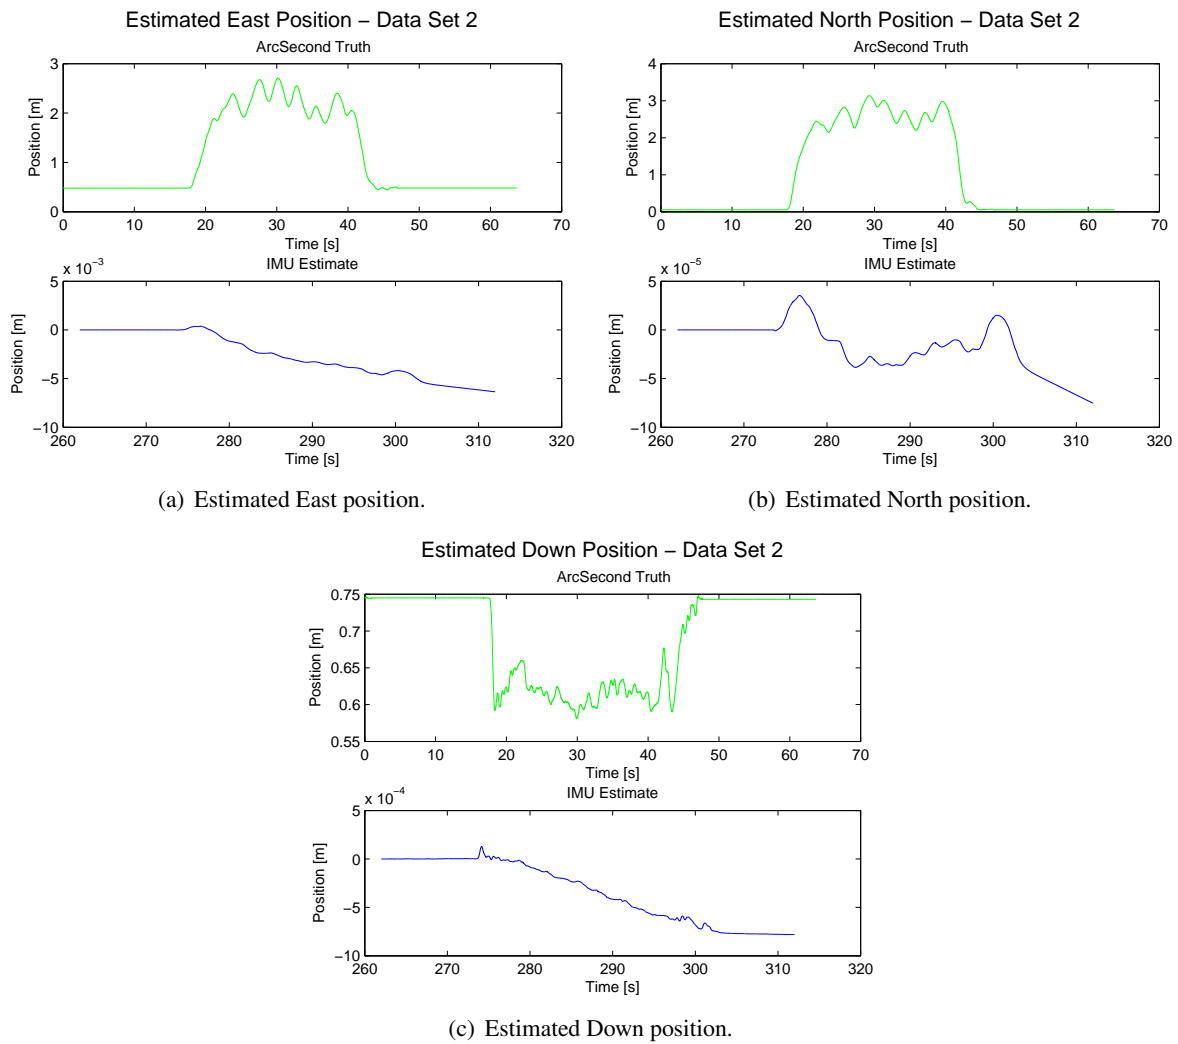 Estimated East Position – Data Set 2
ArcSecond Truth
3
2
1
0
Position [m]
0 10 20 30 40 50 60 70
Time [s]
x 10⁻³
IMU Estimate
5
0
−5
−10
Position [m]
260 270 280 290 300 310 320
Time [s]
(a) Estimated East position.
Estimated North Position – Data Set 2
ArcSecond Truth
4
3
2
1
0
Position [m]
0 10 20 30 40 50 60 70
Time [s]
x 10⁻⁵
IMU Estimate
5
0
−5
−10
Position [m]
260 270 280 290 300 310 320
Time [s]
(b) Estimated North position.
Estimated Down Position – Data Set 2
ArcSecond Truth
0.75
0.7
0.65
0.6
0.55
Position [m]
0 10 20 30 40 50 60 70
Time [s]
x 10⁻⁴
IMU Estimate
5
0
−5
−10
Position [m]
260 270 280 290 300 310 320
Time [s]
(c) Estimated Down position.